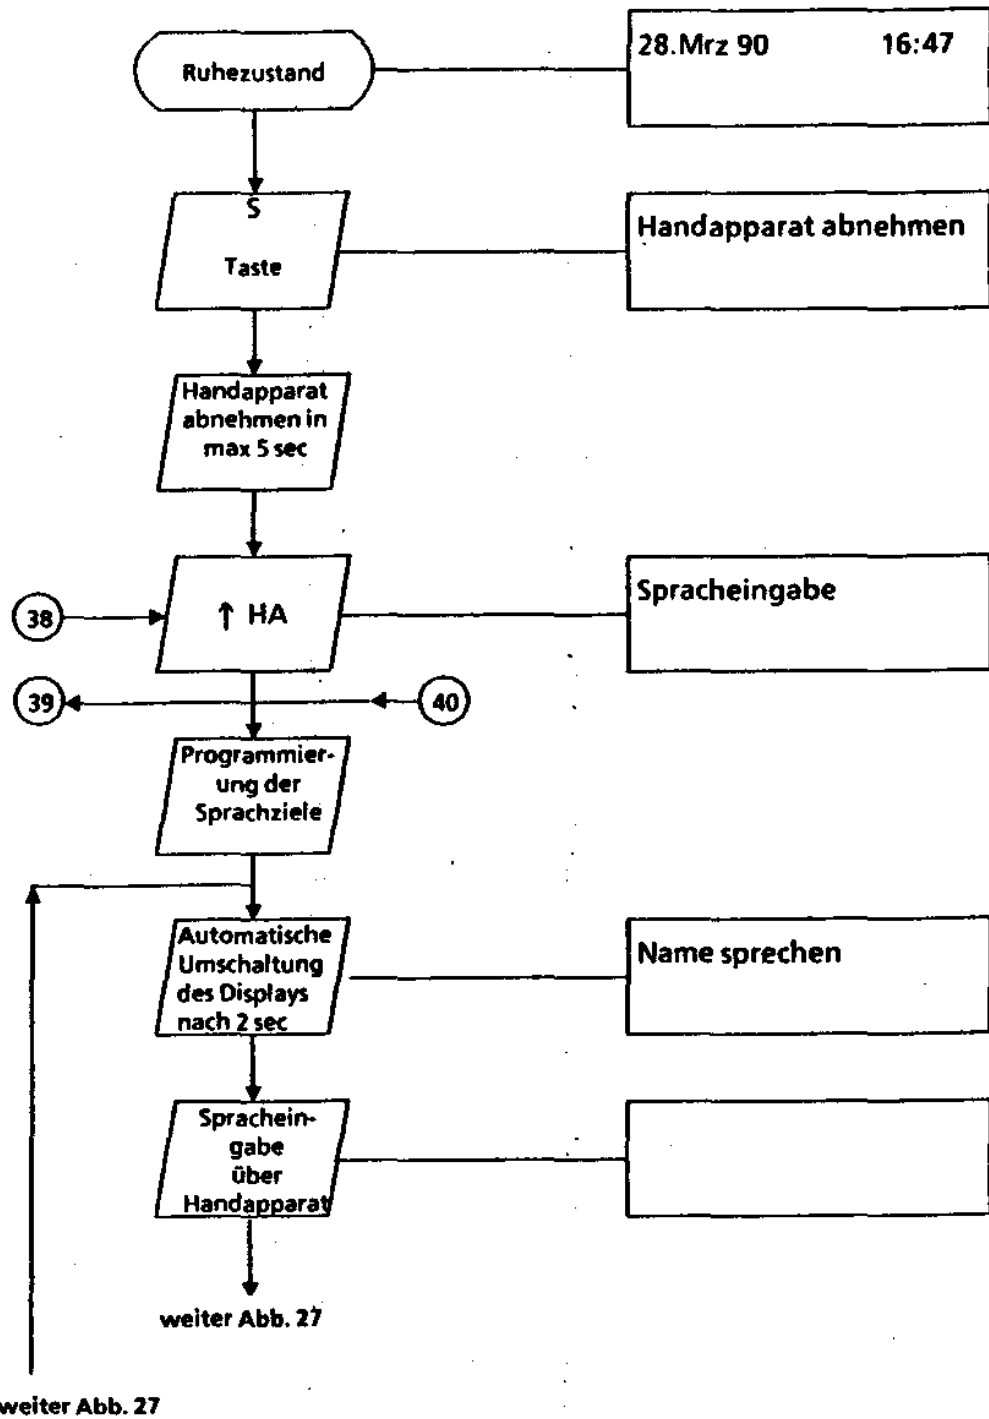 Ruhezustand
28.Mrz 90 16:47
S
Taste
Handapparat abnehmen
Handapparat
abnehmen in
max 5 sec
38
↑ HA
Spracheingabe
39
40
Programmier-
ung der
Sprachziele
Automatische
Umschaltung
des Displays
nach 2 sec
Name sprechen
Sprachein-
gabe
über
Handapparat
weiter Abb. 27
weiter Abb. 27